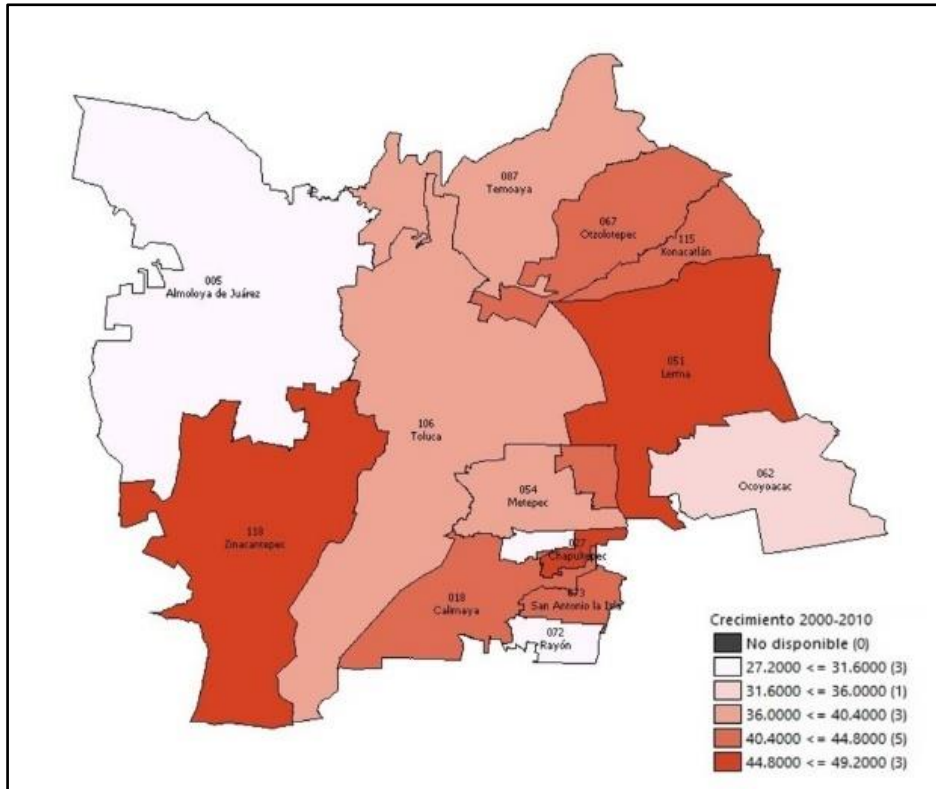 087
Temoaya
067
Otzolotepec
115
Xonacatlán
005
Almoloya de Juárez
051
Lerma
106
Toluca
062
Ocoyoacac
054
Metepec
118
Zinacantepec
027
Chapultepec
018
Calimaya
073
San Antonio la Isla
072
Rayón
Crecimiento 2000-2010
No disponible (0)
27.2000 <= 31.6000 (3)
31.6000 <= 36.0000 (1)
36.0000 <= 40.4000 (3)
40.4000 <= 44.8000 (5)
44.8000 <= 49.2000 (3)